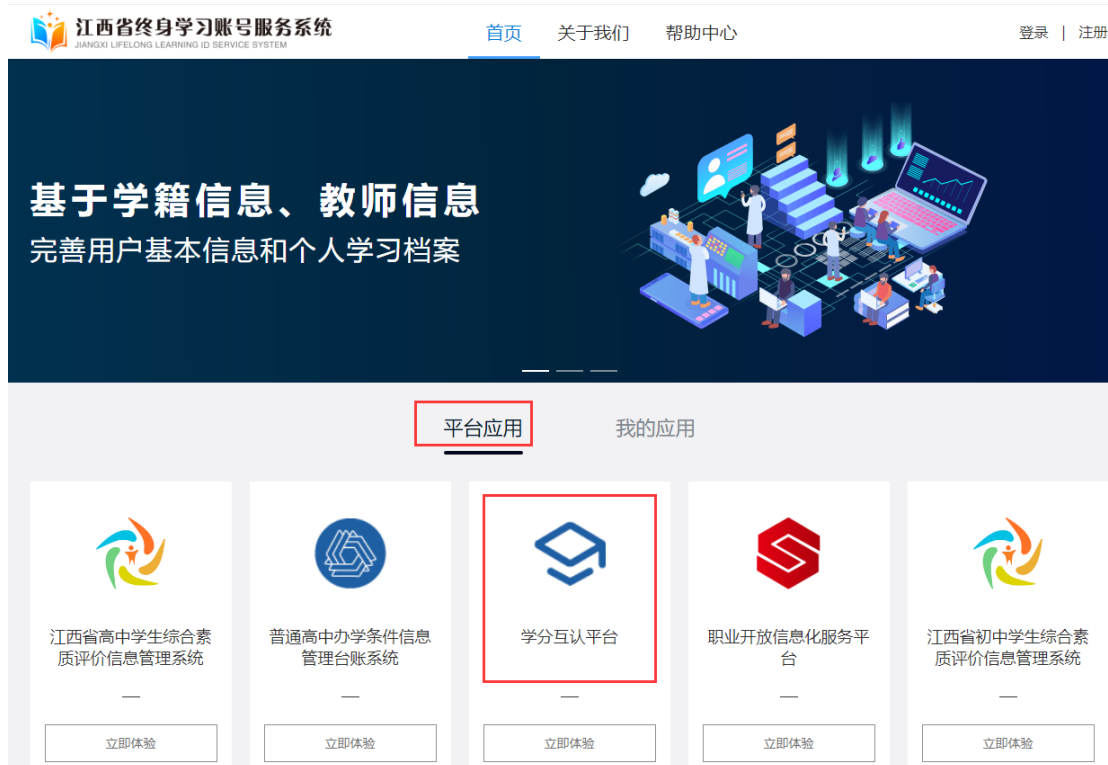 江西省终身学习账号服务系统
JIANGXI LIFELONG LEARNING ID SERVICE SYSTEM
首页 关于我们 帮助中心
登录 | 注册
基于学籍信息、教师信息
完善用户基本信息和个人学习档案
平台应用 我的应用
江西省高中学生综合素
质评价信息管理系统
立即体验
普通高中办学条件信息
管理台账系统
立即体验
学分互认平台
立即体验
职业开放信息化服务平
台
立即体验
江西省初中学生综合素
质评价信息管理系统
立即体验